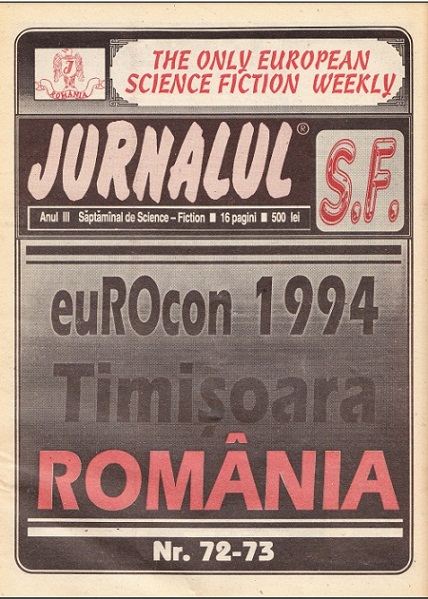 J
ROMÂNIA
THE ONLY EUROPEAN
SCIENCE FICTION WEEKLY
JURNALUL®
S.F.
Anul III Săptămînal de Science – Fiction ■ 16 pagini ■ 500 lei
euROcon 1994
Timişoara
ROMÂNIA
Nr. 72-73